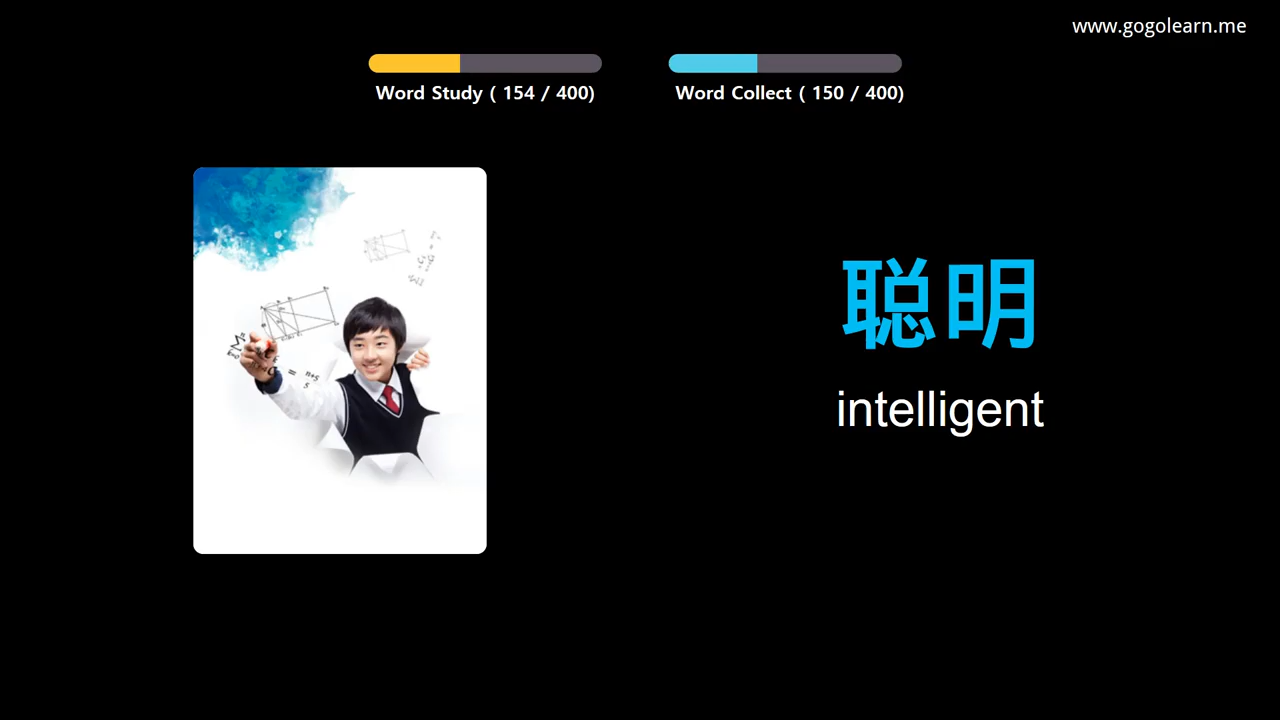 www.gogolearn.me
Word Study ( 154 / 400)
Word Collect ( 150 / 400)
聪明
intelligent